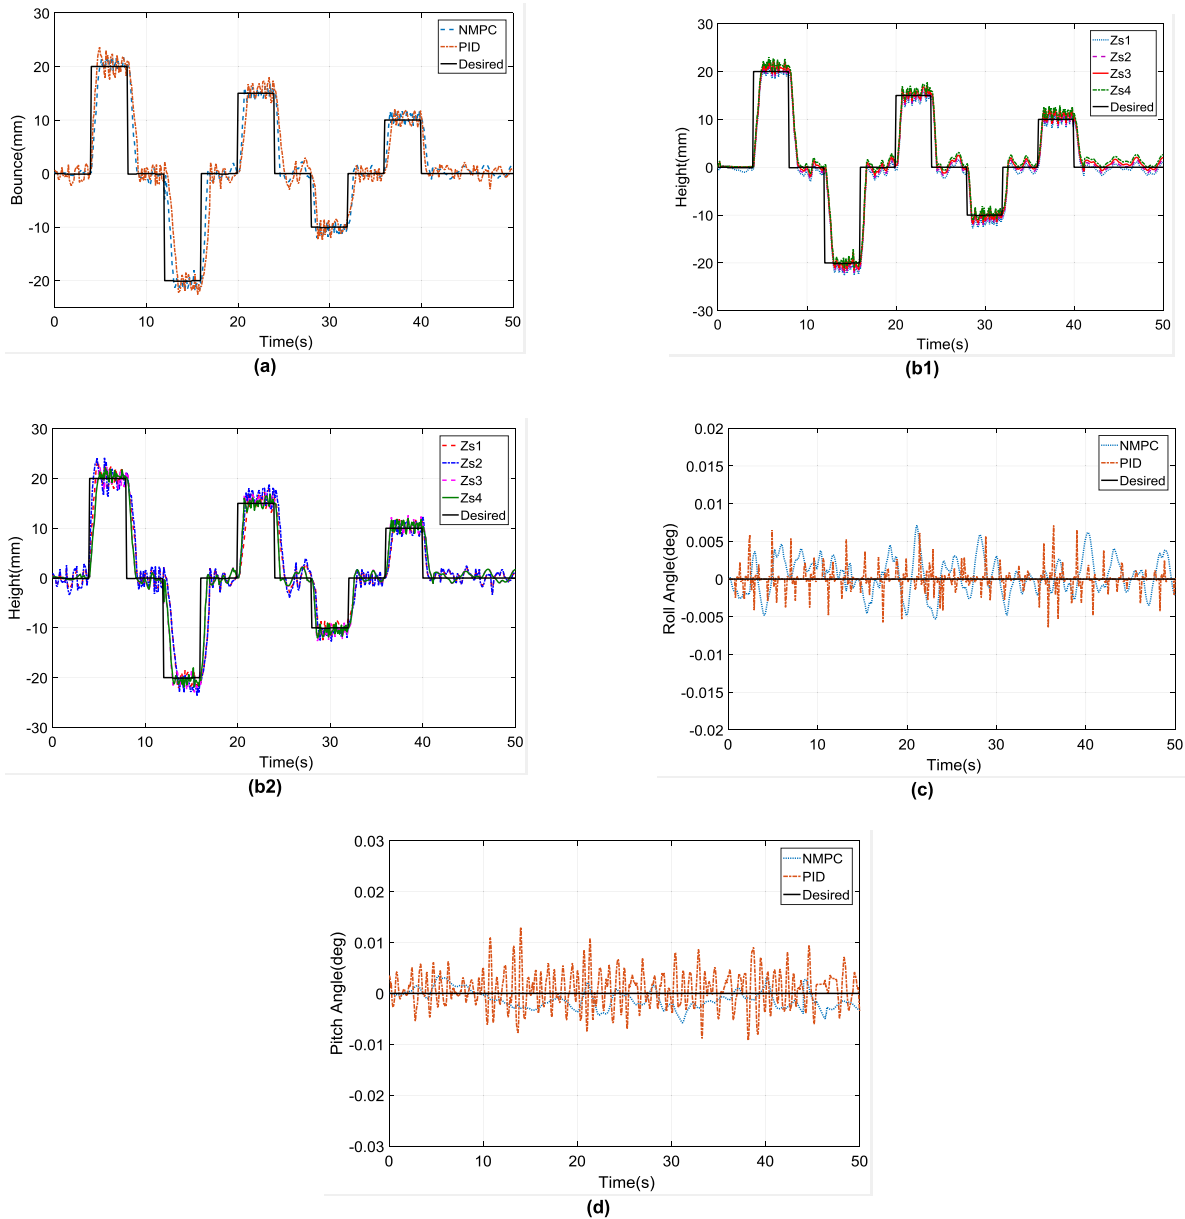 30
20
10
0
-10
-20
0 10 20 30 40 50
Bounce(mm)
Time(s)
NMPC
PID
Desired
(a)
30
20
10
0
-10
-20
-30
0 10 20 30 40 50
Height(mm)
Time(s)
Zs1
Zs2
Zs3
Zs4
Desired
(b1)
30
20
10
0
-10
-20
-30
0 10 20 30 40 50
Height(mm)
Time(s)
Zs1
Zs2
Zs3
Zs4
Desired
(b2)
0.02
0.015
0.01
0.005
0
-0.005
-0.01
-0.015
-0.02
0 10 20 30 40 50
Roll Angle(deg)
Time(s)
NMPC
PID
Desired
(c)
0.03
0.02
0.01
0
-0.01
-0.02
-0.03
0 10 20 30 40 50
Pitch Angle(deg)
Time(s)
NMPC
PID
Desired
(d)